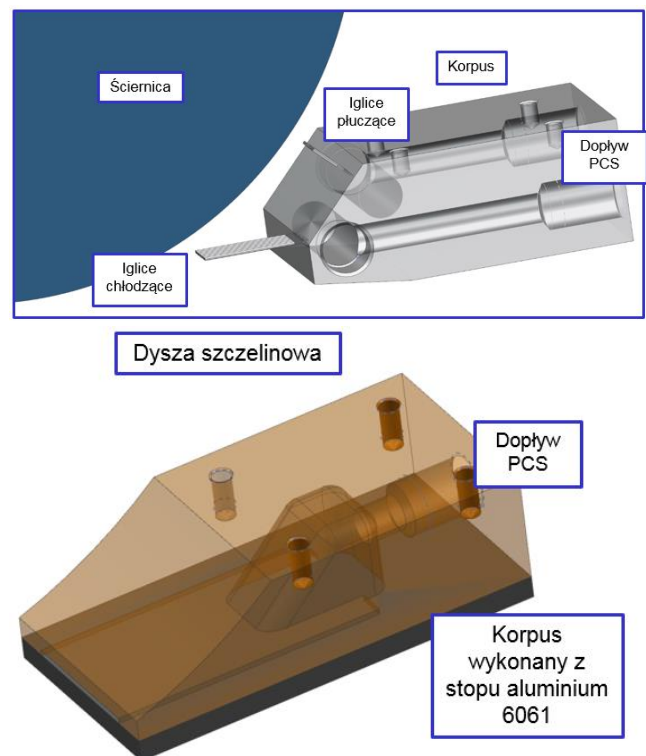 Ściernica
Korpus
Iglice
płuczące
Dopływ
PCS
Iglice
chłodzące
Dysza szczelinowa
Dopływ
PCS
Korpus
wykonany z
stopu aluminium
6061